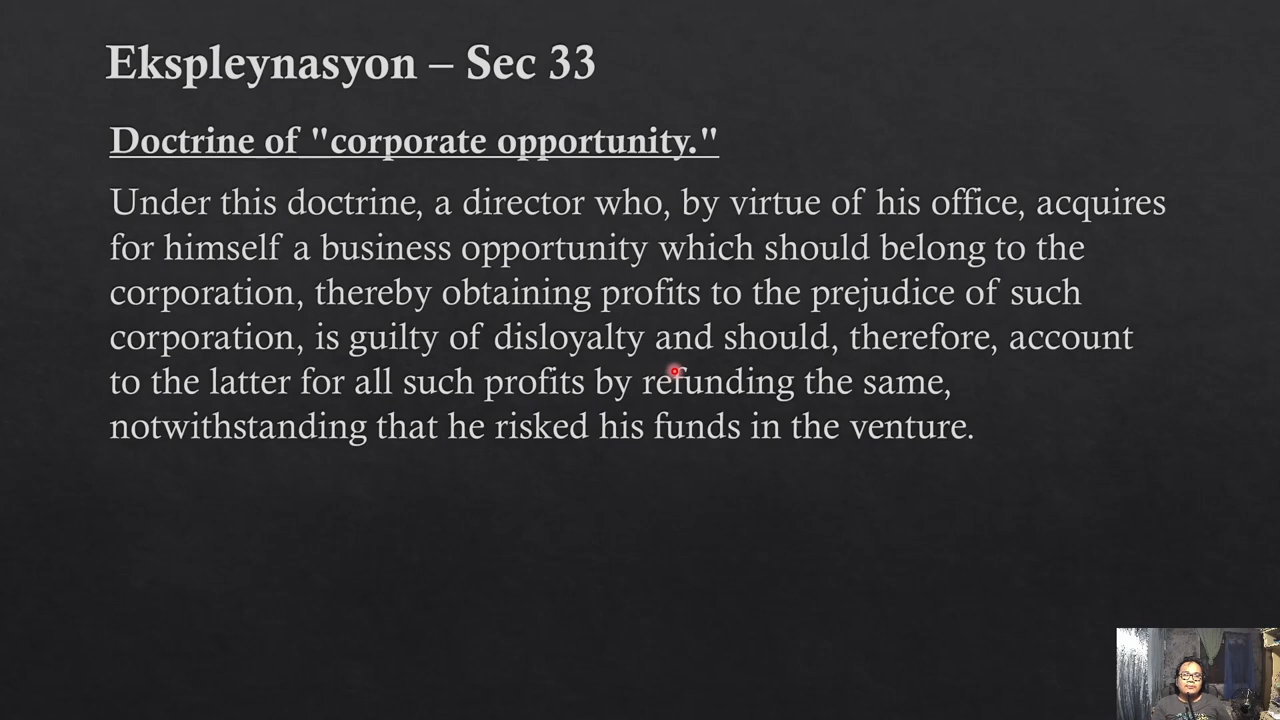 Ekspleynasyon – Sec 33
Doctrine of "corporate opportunity."
Under this doctrine, a director who, by virtue of his office, acquires
for himself a business opportunity which should belong to the
corporation, thereby obtaining profits to the prejudice of such
corporation, is guilty of disloyalty and should, therefore, account
to the latter for all such profits by refunding the same,
notwithstanding that he risked his funds in the venture.